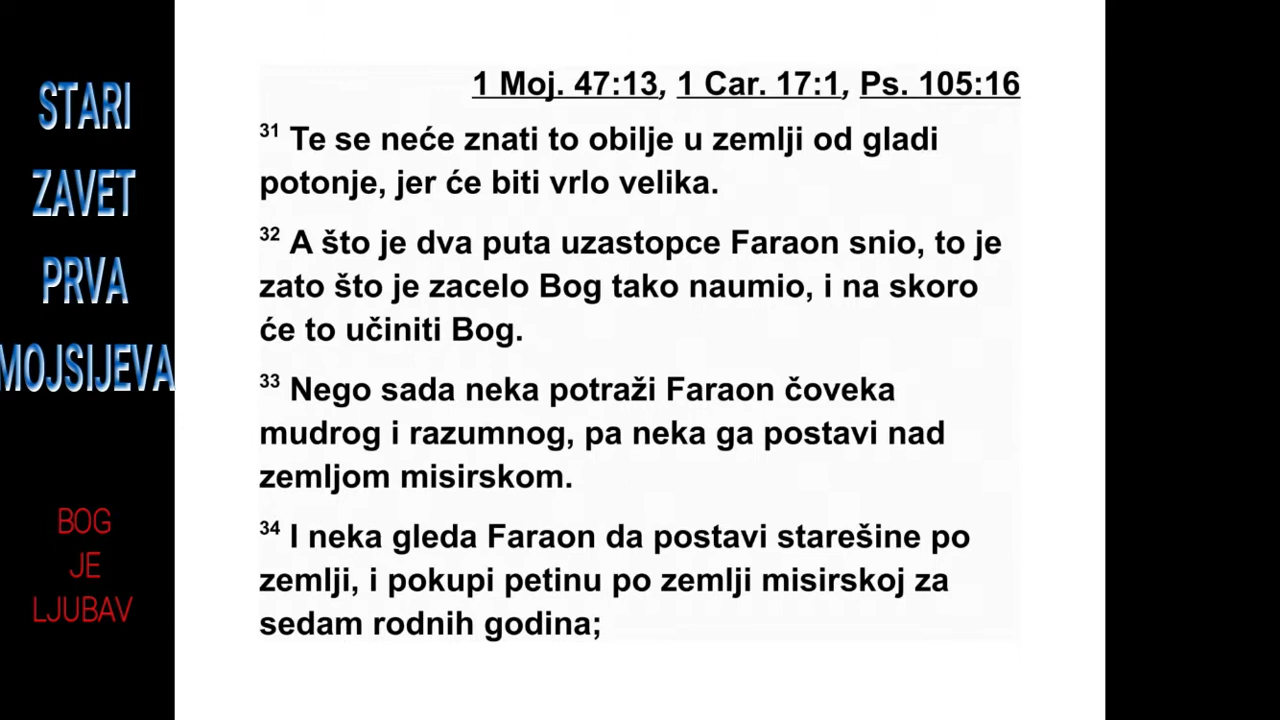 STARI
ZAVET
PRVA
MOJSIJEVA
BOG
JE
LJUBAV
1 Moj. 47:13, 1 Car. 17:1, Ps. 105:16
31 Te se neće znati to obilje u zemlji od gladi
potonje, jer će biti vrlo velika.
32 A što je dva puta uzastopce Faraon snio, to je
zato što je zacelo Bog tako naumio, i na skoro
će to učiniti Bog.
33 Nego sada neka potraži Faraon čoveka
mudrog i razumnog, pa neka ga postavi nad
zemljom misirskom.
34 I neka gleda Faraon da postavi starešine po
zemlji, i pokupi petinu po zemlji misirskoj za
sedam rodnih godina;